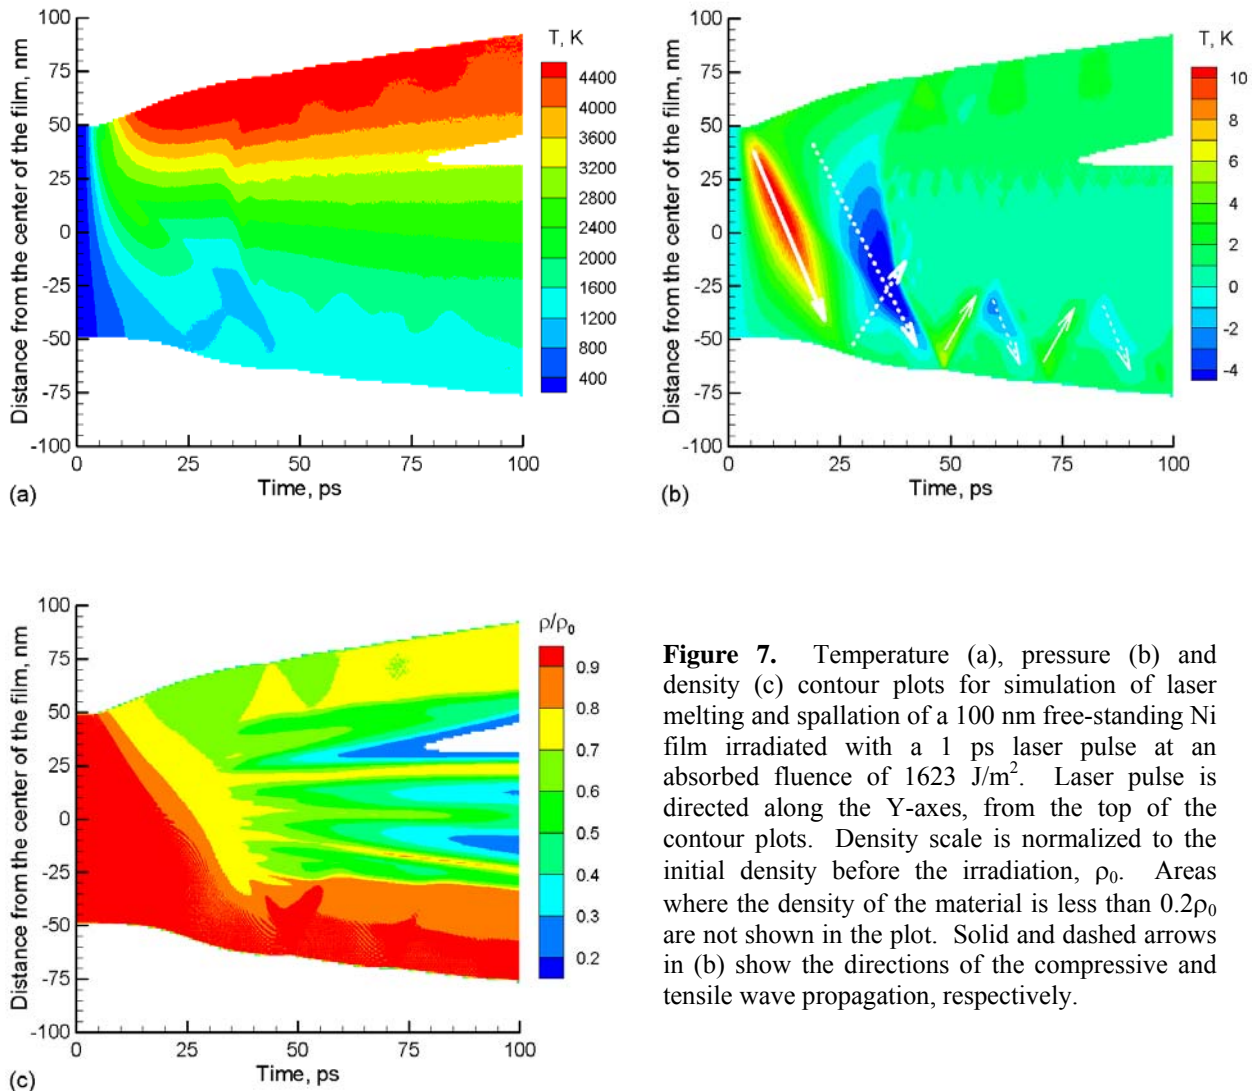 100
75
50
25
0
-25
-50
-75
-100
Distance from the center of the film, nm
0 25 50 75 100
Time, ps
(a)
T, K
4400
4000
3600
3200
2800
2400
2000
1600
1200
800
400
100
75
50
25
0
-25
-50
-75
-100
Distance from the center of the film, nm
0 25 50 75 100
Time, ps
(b)
T, K
10
8
6
4
2
0
-2
-4
100
75
50
25
0
-25
-50
-75
-100
Distance from the center of the film, nm
0 25 50 75 100
Time, ps
(c)
ρ/ρ₀
0.9
0.8
0.7
0.6
0.5
0.4
0.3
0.2
Figure 7. Temperature (a), pressure (b) and
density (c) contour plots for simulation of laser
melting and spallation of a 100 nm free-standing Ni
film irradiated with a 1 ps laser pulse at an
absorbed fluence of 1623 J/m². Laser pulse is
directed along the Y-axes, from the top of the
contour plots. Density scale is normalized to the
initial density before the irradiation, ρ₀. Areas
where the density of the material is less than 0.2ρ₀
are not shown in the plot. Solid and dashed arrows
in (b) show the directions of the compressive and
tensile wave propagation, respectively.